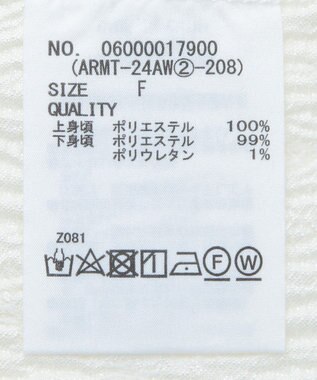 NO. 06000017900
(ARMT-24AW②-208)
SIZE F
QUALITY
上身頃 ポリエステル 100%
下身頃 ポリエステル 99%
ポリウレタン 1%
Z081
F W